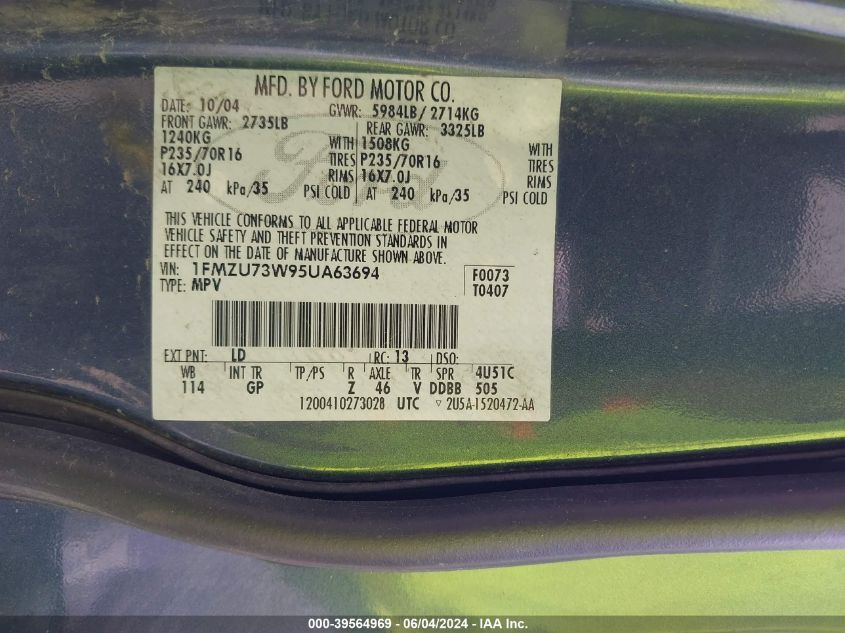 MFD. BY FORD MOTOR CO.
DATE: 10/04 GVWR: 5984LB/ 2714KG
FRONT GAWR: 2735LB REAR GAWR: 3325LB
1240KG WITH 1508KG WITH
P235/70R16 TIRES P235/70R16 TIRES
16X7.0J RIMS 16X7.0J RIMS
AT 240 kPa/35 PSI COLD AT 240 kPa/35 PSI COLD
Ford
THIS VEHICLE CONFORMS TO ALL APPLICABLE FEDERAL MOTOR
VEHICLE SAFETY AND THEFT PREVENTION STANDARDS IN
EFFECT ON THE DATE OF MANUFACTURE SHOWN ABOVE.
VIN: 1FMZU73W95UA63694 F0073
TYPE: MPV T0407
EXT PNT: LD RC: 13 DSO:
WB INT TR TP/PS R AXLE TR SPR 4U51C
114 GP Z 46 V DDBB 505
1200410273028 UTC ▿ 2U5A-1520472-AA
000-39564969 - 06/04/2024 - US-IAAI Inc.